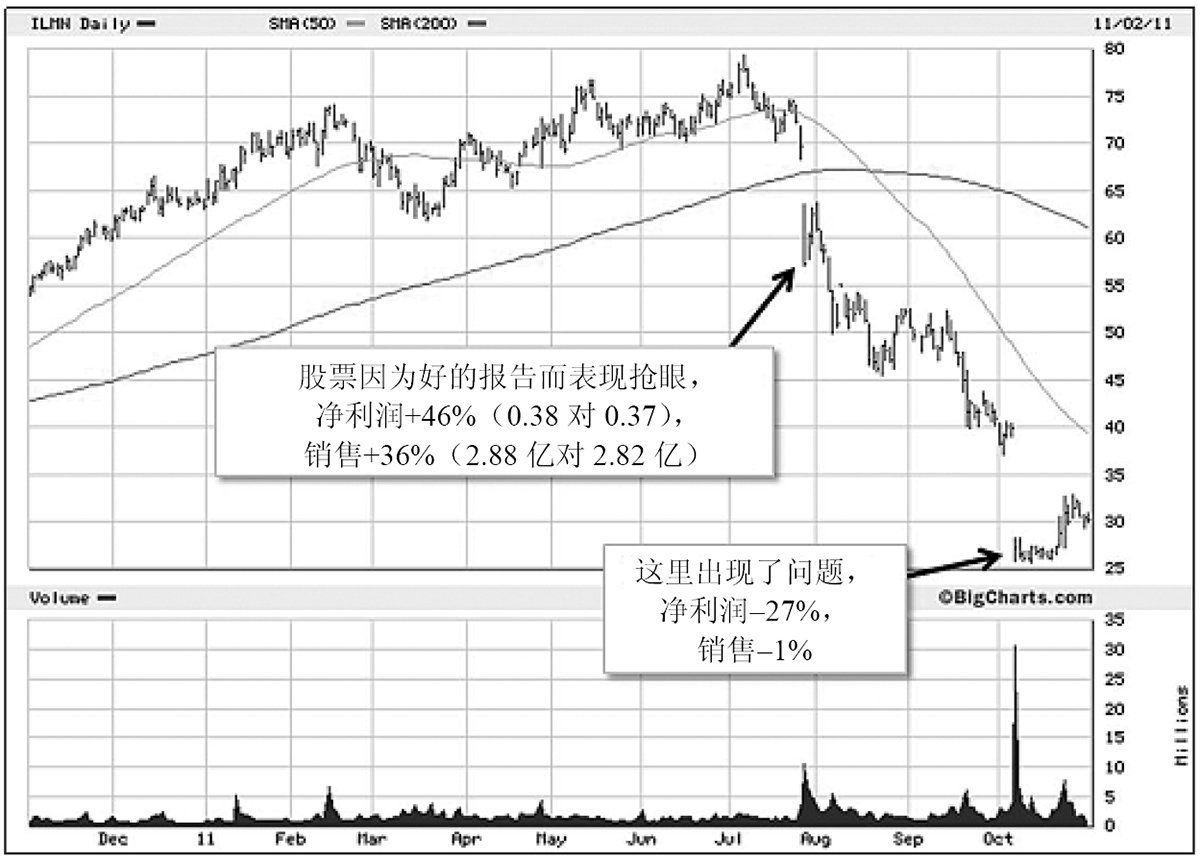 ILMN Daily SMA(50) SMA(200) 11/02/11
80
75
70
65
60
55
50
45
40
35
30
25
股票因为好的报告而表现抢眼，
净利润+46%（0.38 对 0.37），
销售+36%（2.88 亿对 2.82 亿）
这里出现了问题，
净利润–27%，
销售–1%
Volume ©BigCharts.com
35
30
25
20
15
10
5
0
Millions
Dec 11 Feb Mar Apr May Jun Jul Aug Sep Oct